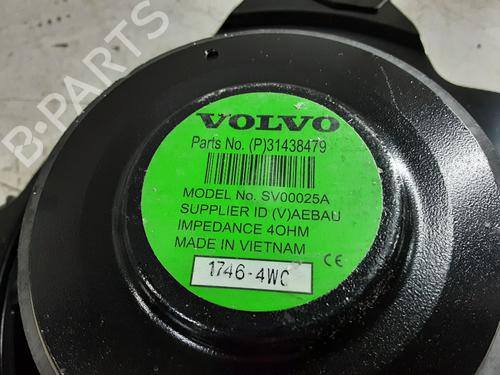 B-PARTS
VOLVO
Parts No. (P)31438479
MODEL No. SV00025A
SUPPLIER ID (V)AEBAU
IMPEDANCE 4OHM
MADE IN VIETNAM
1746-4WC
CE